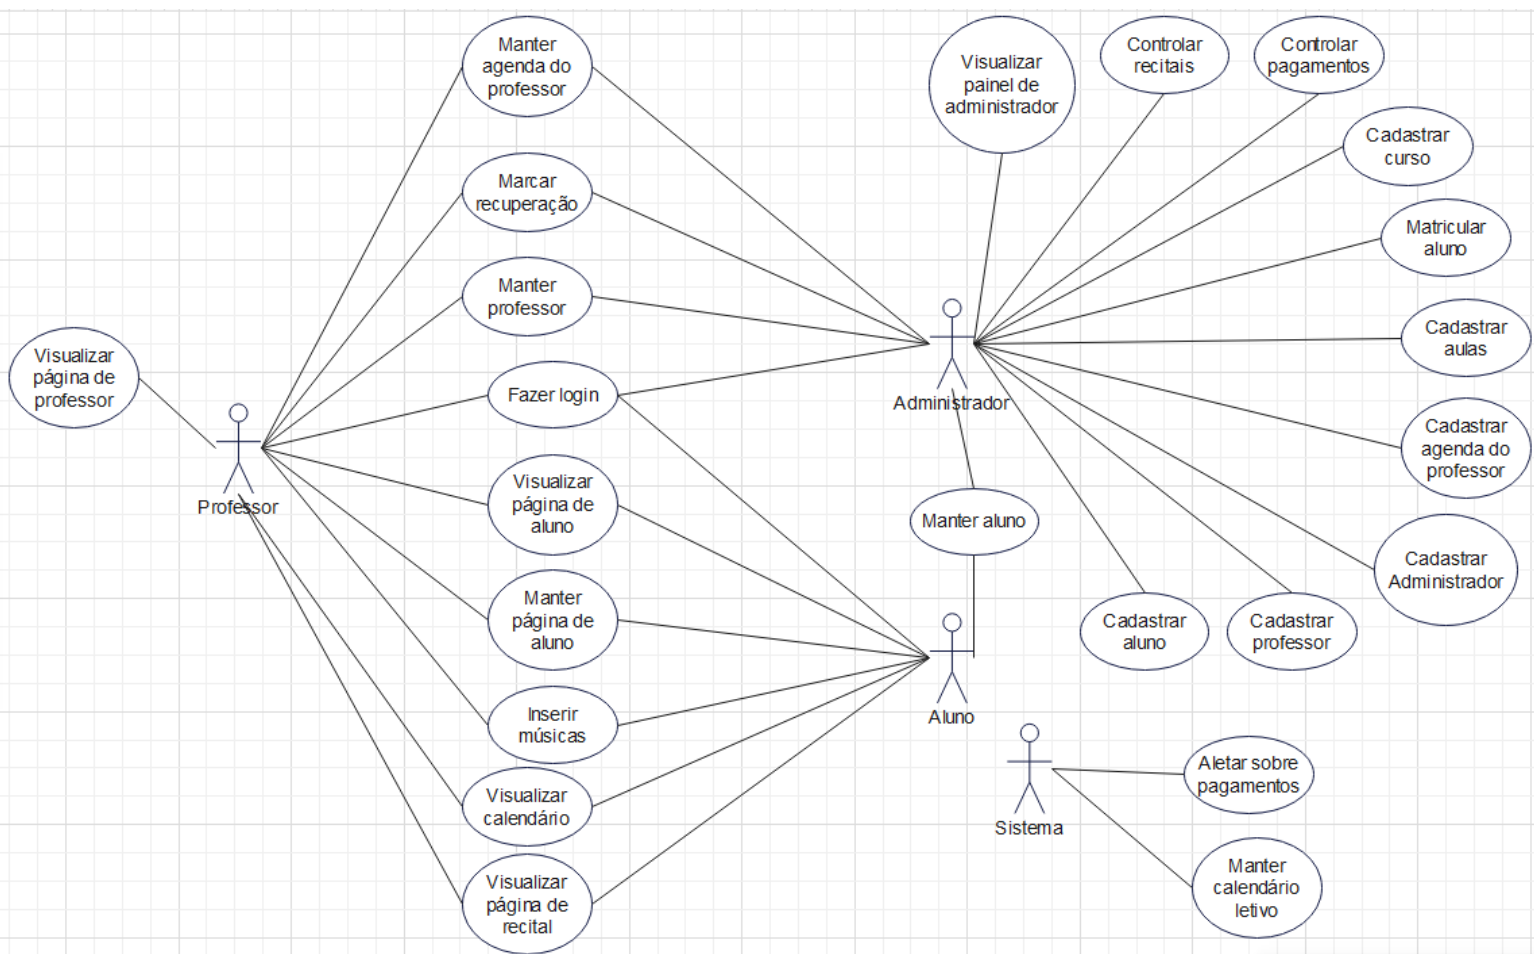 Manter
agenda do
professor
Marcar
recuperação
Manter
professor
Visualizar
página de
professor
Fazer login
Professor
Visualizar
página de
aluno
Manter
página de
aluno
Inserir
músicas
Visualizar
calendário
Visualizar
página de
recital
Visualizar
painel de
administrador
Controlar
recitais
Controlar
pagamentos
Cadastrar
curso
Matricular
aluno
Cadastrar
aulas
Administrador
Cadastrar
agenda do
professor
Manter aluno
Cadastrar
Administrador
Cadastrar
aluno
Cadastrar
professor
Aluno
Sistema
Aletar sobre
pagamentos
Manter
calendário
letivo